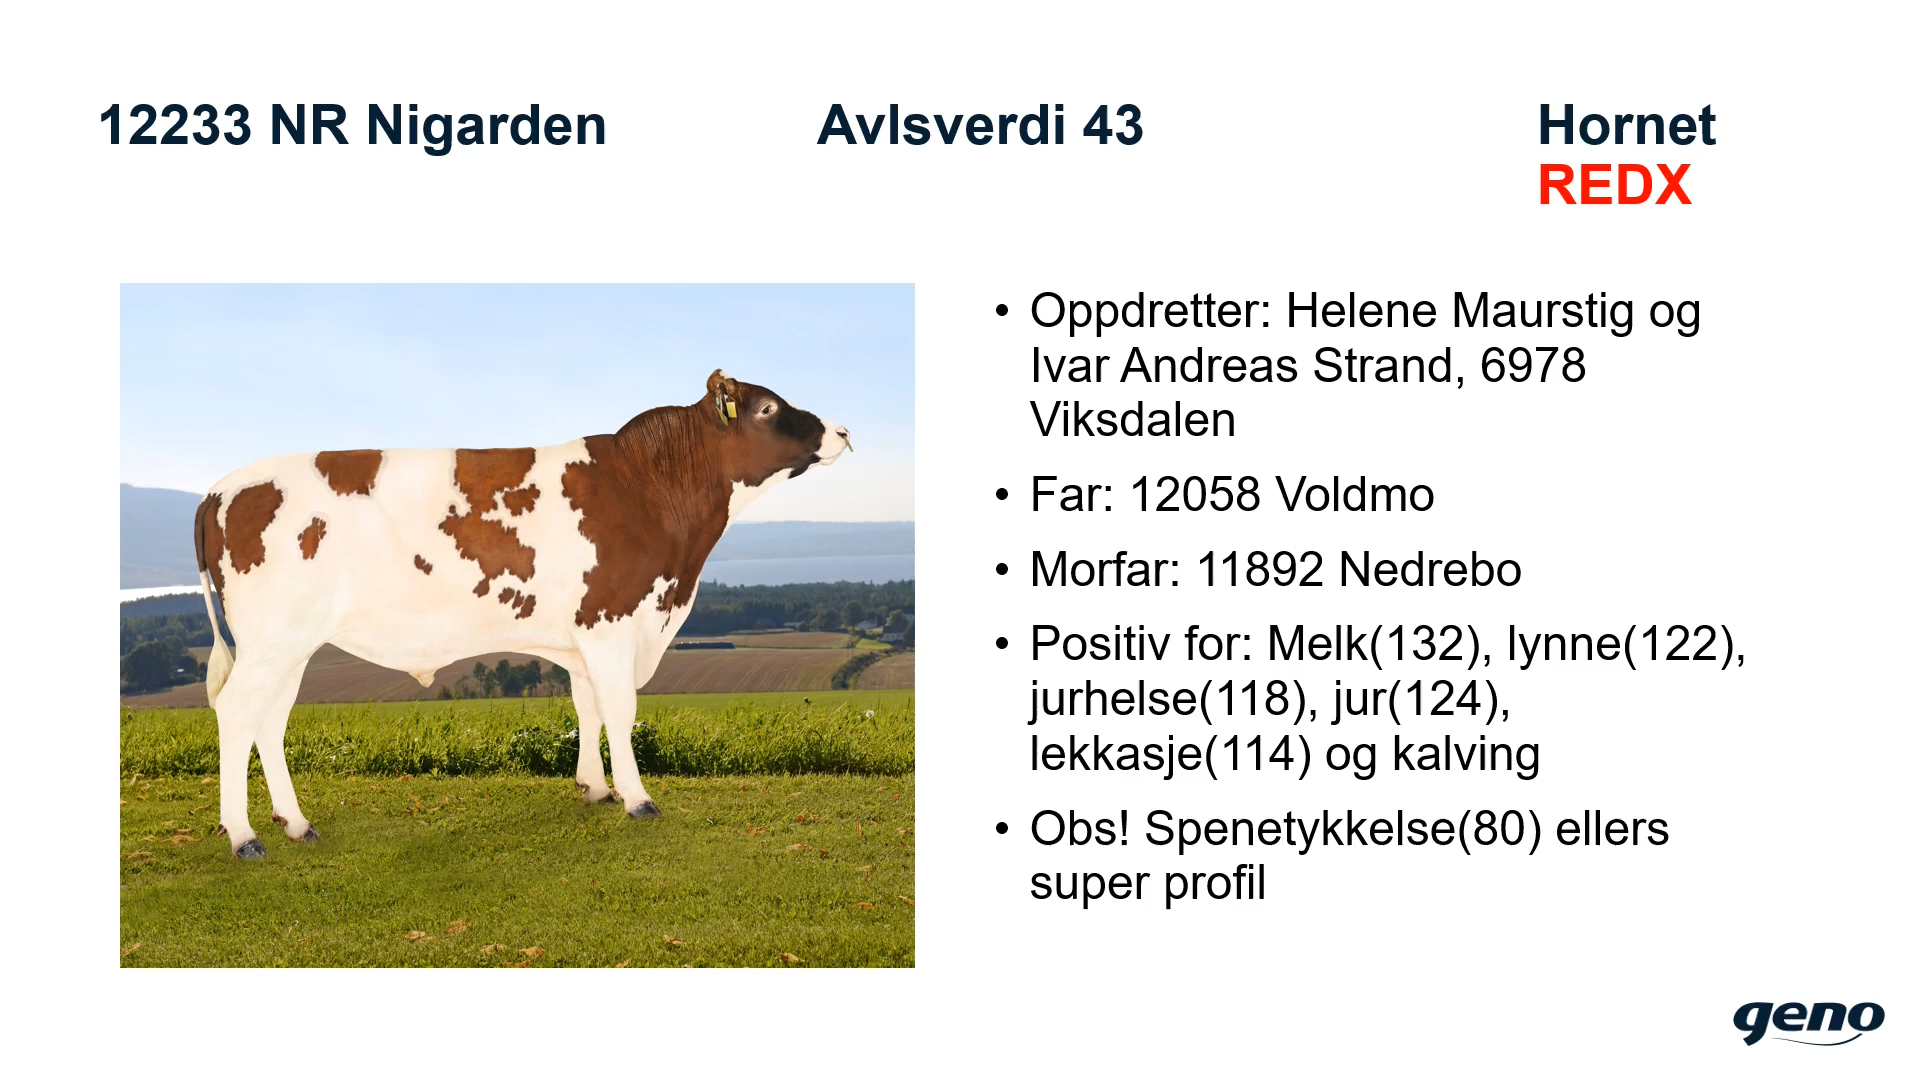 12233 NR Nigarden
Avlsverdi 43
Hornet
REDX
• Oppdretter: Helene Maurstig og
Ivar Andreas Strand, 6978
Viksdalen
• Far: 12058 Voldmo
• Morfar: 11892 Nedrebo
• Positiv for: Melk(132), lynne(122),
jurhelse(118), jur(124),
lekkasje(114) og kalving
• Obs! Spenetykkelse(80) ellers
super profil
geno